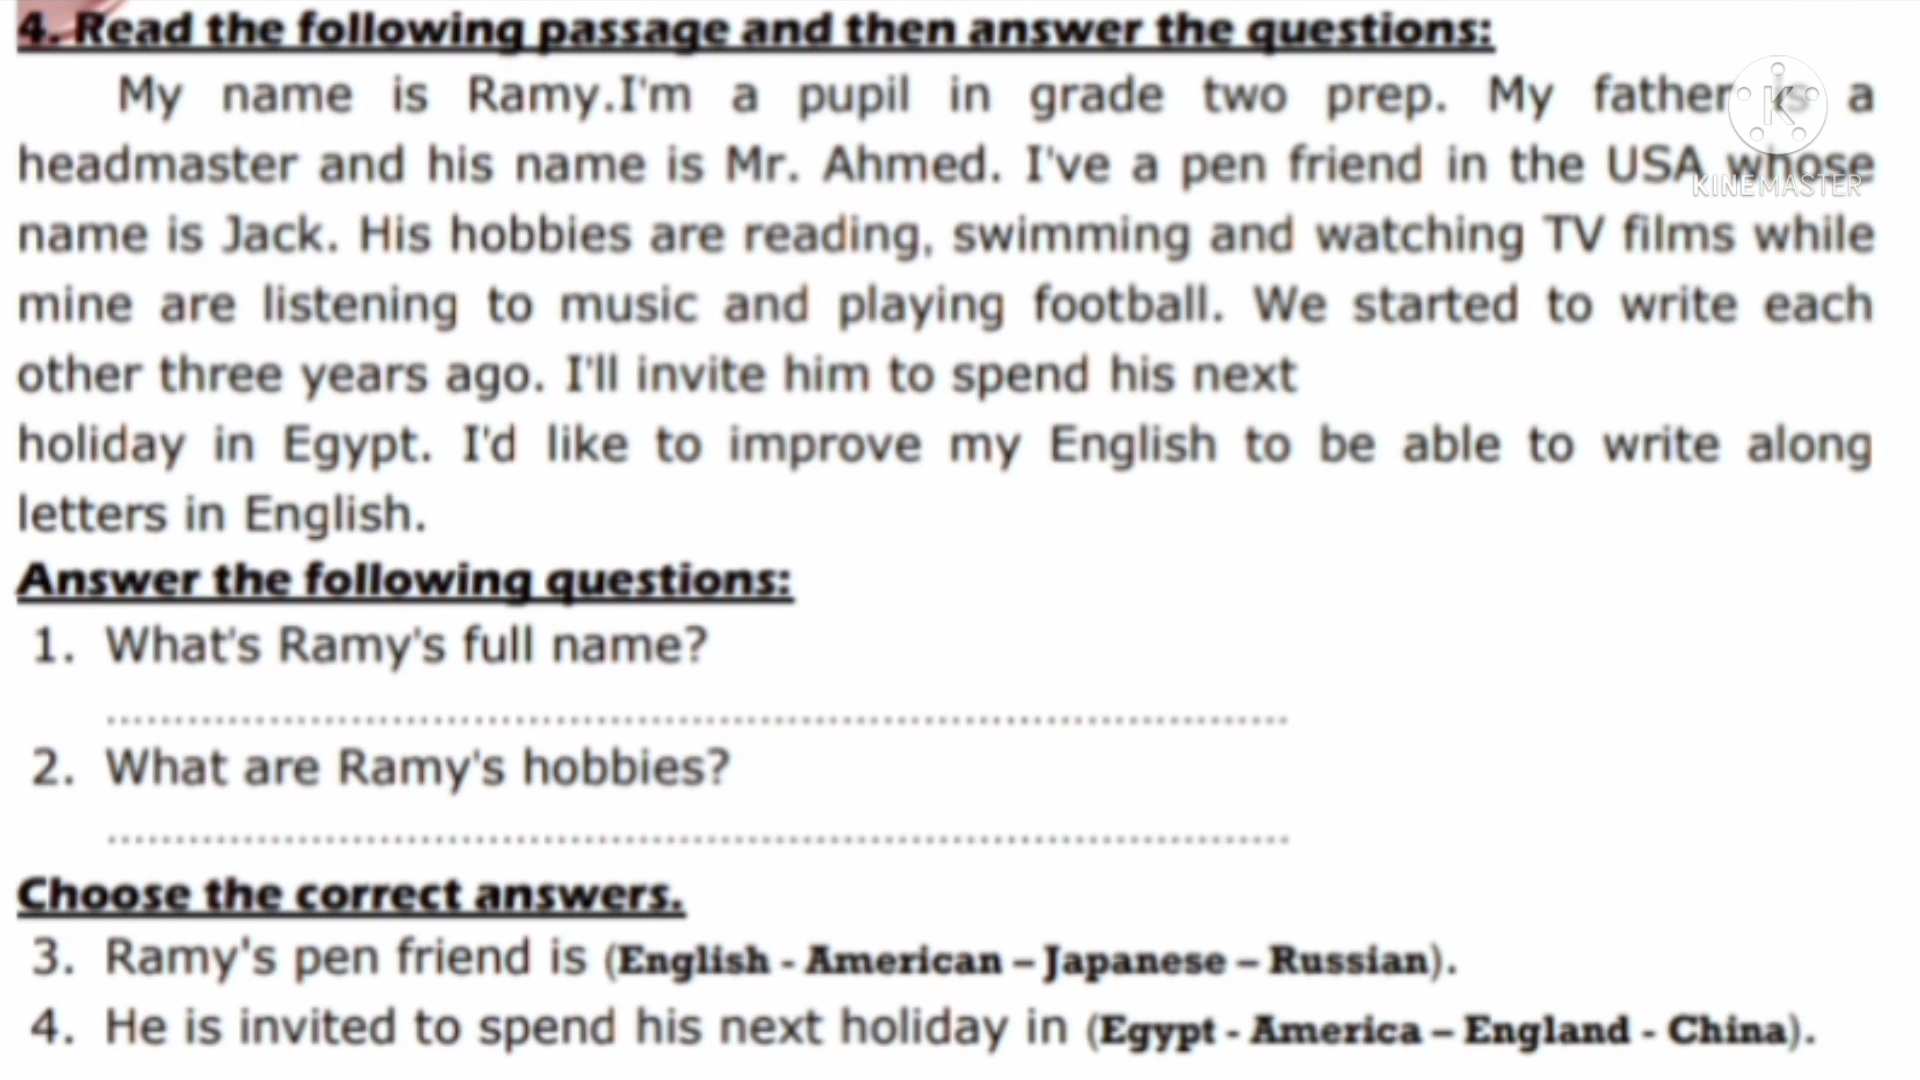 4. Read the following passage and then answer the questions:
My name is Ramy.I'm a pupil in grade two prep. My father is a
headmaster and his name is Mr. Ahmed. I've a pen friend in the USA whose
name is Jack. His hobbies are reading, swimming and watching TV films while
mine are listening to music and playing football. We started to write each
other three years ago. I'll invite him to spend his next
holiday in Egypt. I'd like to improve my English to be able to write along
letters in English.
Answer the following questions:
1. What's Ramy's full name?
................................................................................
2. What are Ramy's hobbies?
................................................................................
Choose the correct answers.
3. Ramy's pen friend is (English - American – Japanese – Russian).
4. He is invited to spend his next holiday in (Egypt - America – England - China).
K
KINEMASTER